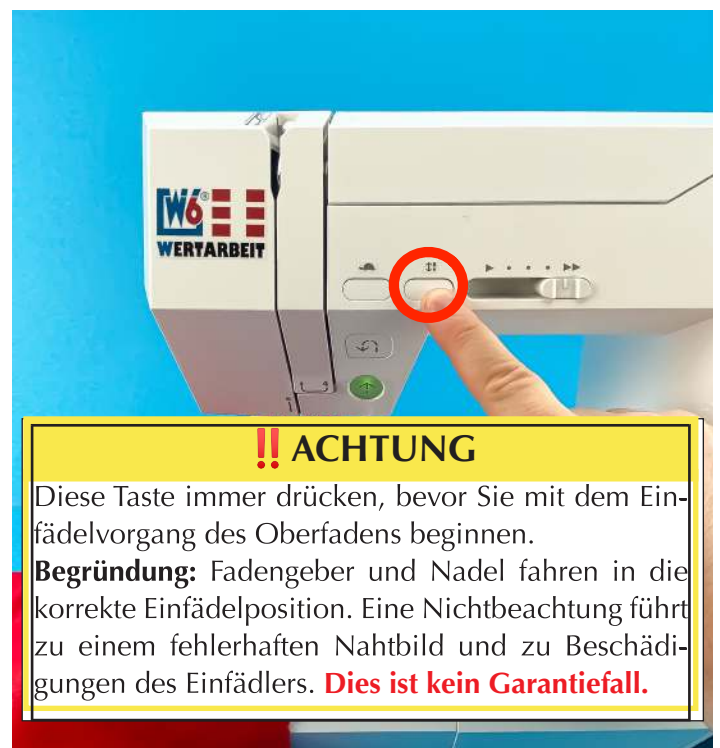 W6®
WERTARBEIT
‼ ACHTUNG
Diese Taste immer drücken, bevor Sie mit dem Ein-
fädelvorgang des Oberfadens beginnen.
Begründung: Fadengeber und Nadel fahren in die
korrekte Einfädelposition. Eine Nichtbeachtung führt
zu einem fehlerhaften Nahtbild und zu Beschädi-
gungen des Einfädlers. Dies ist kein Garantiefall.